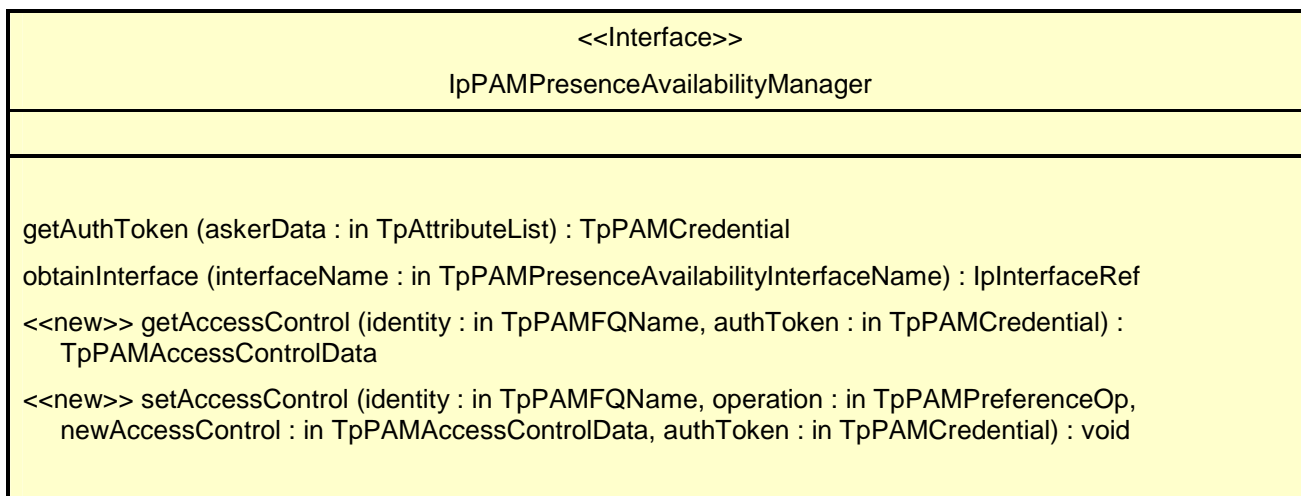 <<Interface>>
IpPAMPresenceAvailabilityManager
getAuthToken (askerData : in TpAttributeList) : TpPAMCredential
obtainInterface (interfaceName : in TpPAMPresenceAvailabilityInterfaceName) : IpInterfaceRef
<<new>> getAccessControl (identity : in TpPAMFQName, authToken : in TpPAMCredential) :
TpPAMAccessControlData
<<new>> setAccessControl (identity : in TpPAMFQName, operation : in TpPAMPreferenceOp,
newAccessControl : in TpPAMAccessControlData, authToken : in TpPAMCredential) : void